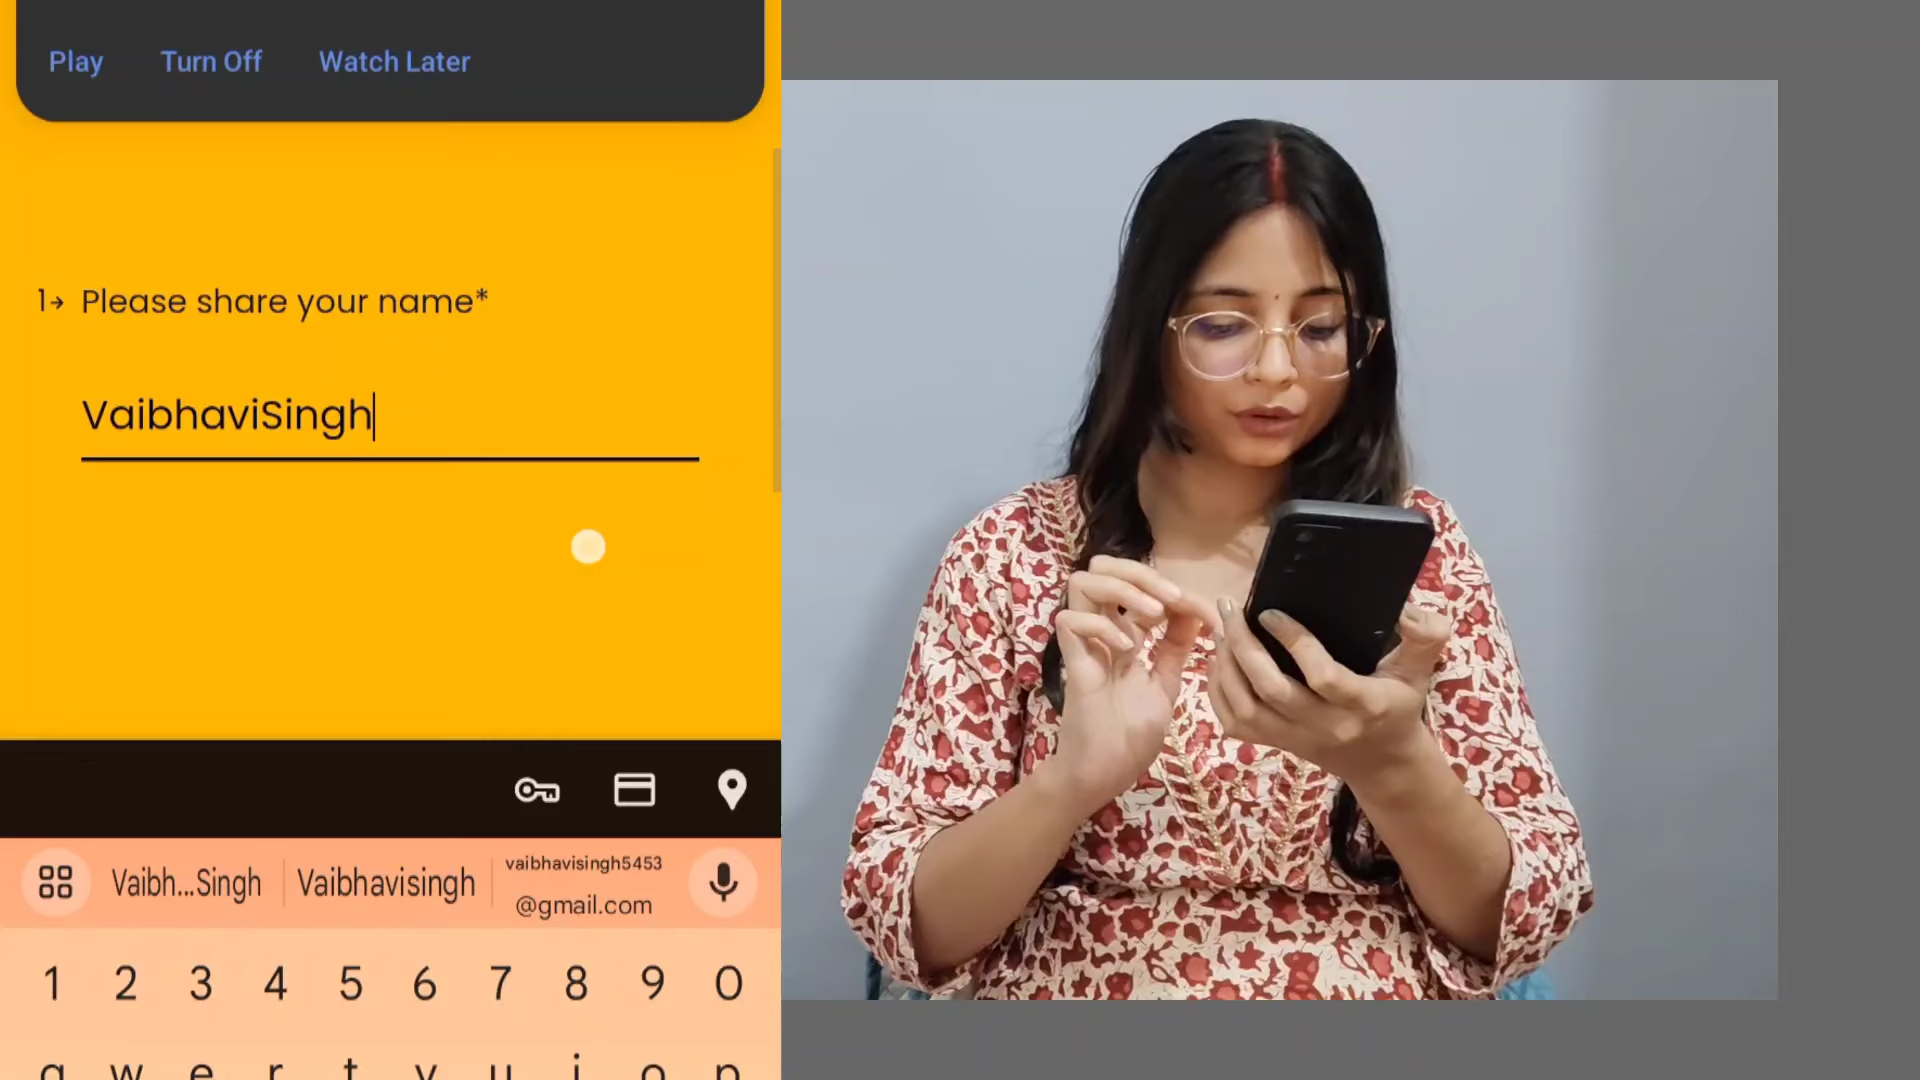 Play Turn Off Watch Later
1→ Please share your name*
VaibhaviSingh
Vaibh...Singh Vaibhavisingh vaibhavisingh5453
@gmail.com
1 2 3 4 5 6 7 8 9 0
q w e r t y u i o p